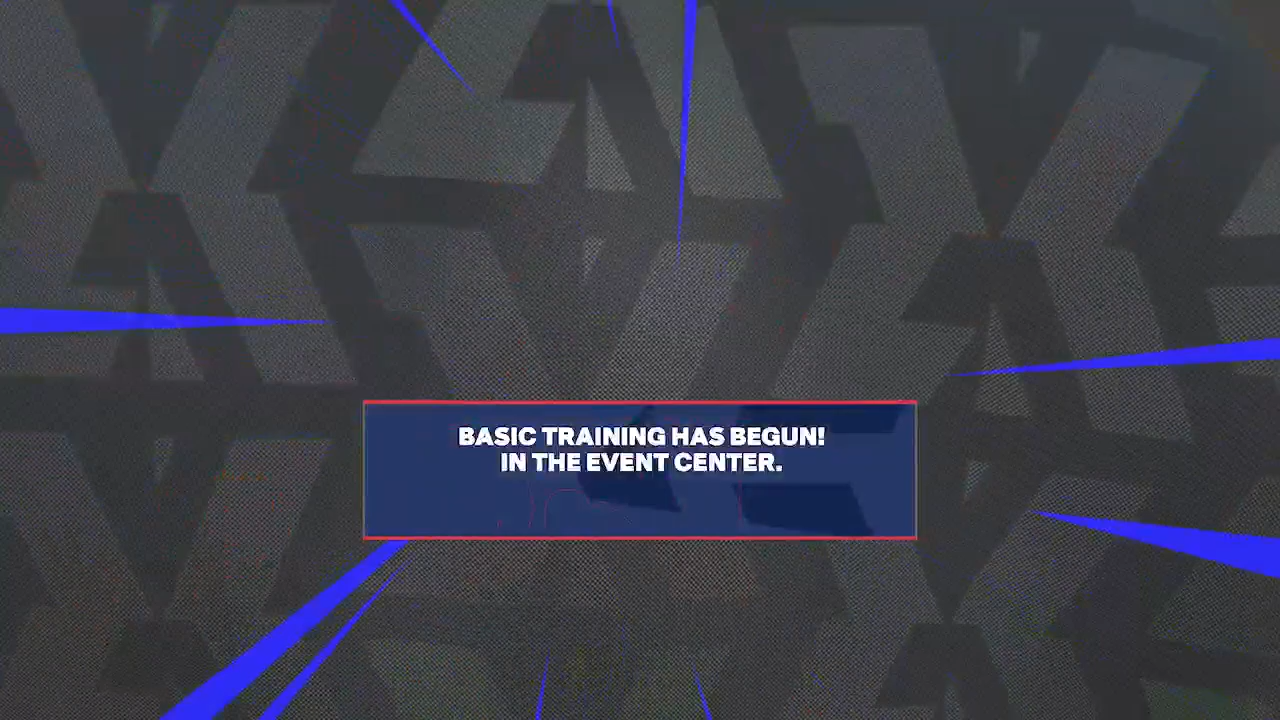 BASIC TRAINING HAS BEGUN!
IN THE EVENT CENTER.